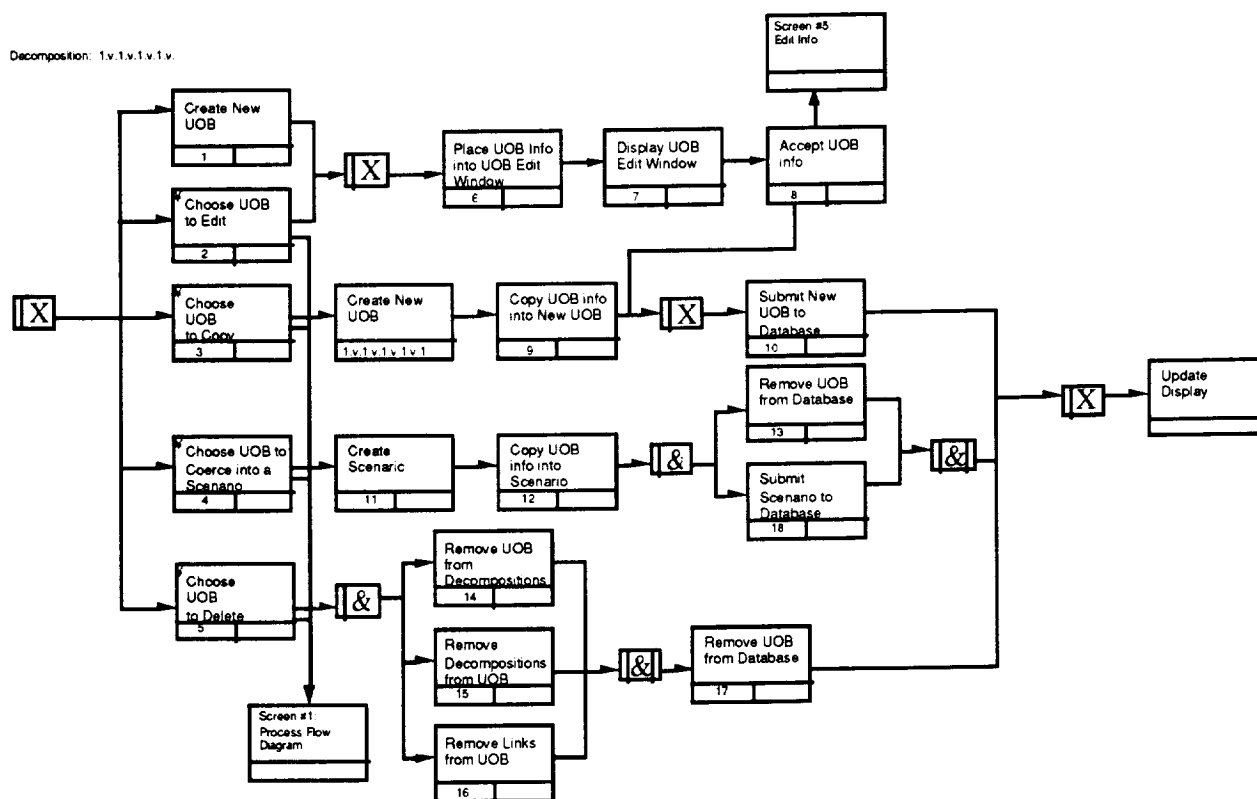 Screen #5:
Edit Info
Decomposition: 1.v.1.v.1.v.1.v.
Create New
UOB
1
X
Place UOB Info
into UOB Edit
Window
6
Display UOB
Edit Window
7
Accept UOB
info
8
Choose UOB
to Edit
2
X
Choose
UOB
to Copy
3
Create New
UOB
1.v.1.v.1.v.1.v.1
Copy UOB info
into New UOB
9
X
Submit New
UOB to
Database
10
Remove UOB
from Database
13
X
Update
Display
Choose UOB to
Coerce into a
Scenario
4
Create
Scenario
11
Copy UOB
info into
Scenario
12
&
&
Submit
Scenario to
Database
18
Choose
UOB
to Delete
5
&
Remove UOB
from
Decompositions
14
Remove
Decompositions
from UOB
15
&
Remove UOB
from Database
17
Screen #1:
Process Flow
Diagram
Remove Links
from UOB
16